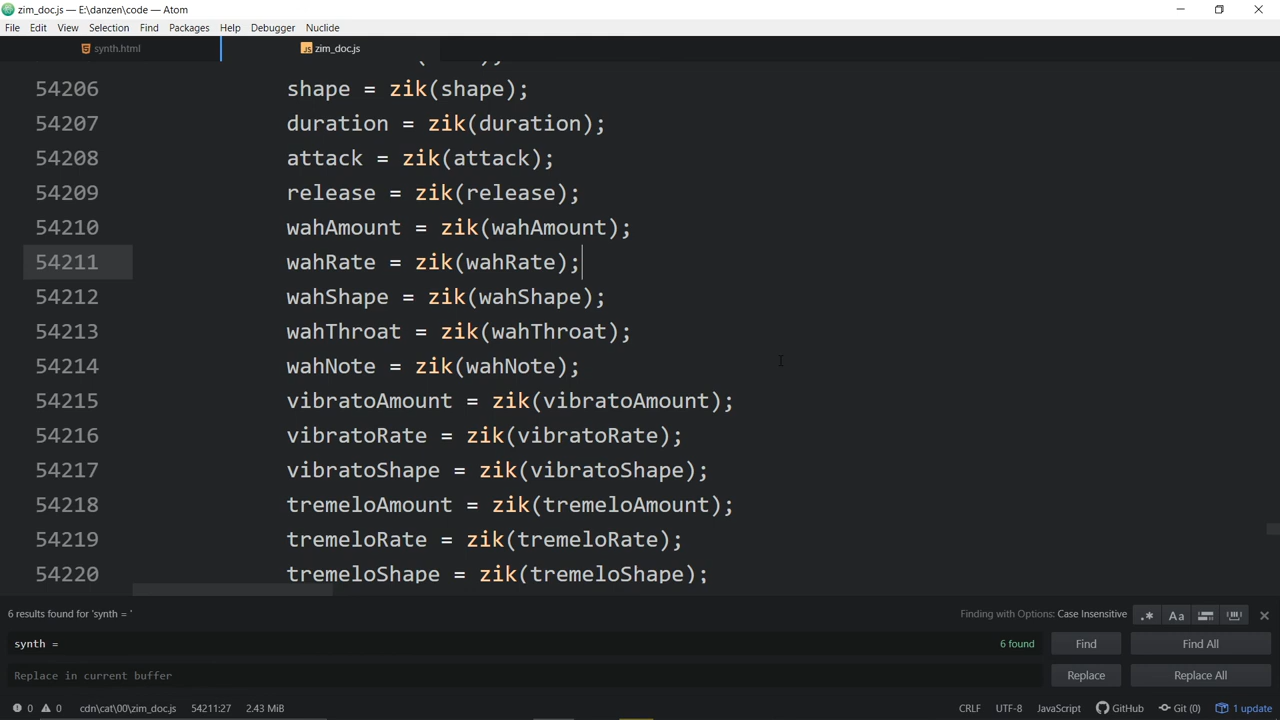 zim_doc.js — E:\danzen\code — Atom
File Edit View Selection Find Packages Help Debugger Nuclide
synth.html zim_doc.js
54206 shape = zik(shape);
54207 duration = zik(duration);
54208 attack = zik(attack);
54209 release = zik(release);
54210 wahAmount = zik(wahAmount);
54211 wahRate = zik(wahRate);
54212 wahShape = zik(wahShape);
54213 wahThroat = zik(wahThroat);
54214 wahNote = zik(wahNote);
54215 vibratoAmount = zik(vibratoAmount);
54216 vibratoRate = zik(vibratoRate);
54217 vibratoShape = zik(vibratoShape);
54218 tremeloAmount = zik(tremeloAmount);
54219 tremeloRate = zik(tremeloRate);
54220 tremeloShape = zik(tremeloShape);
6 results found for 'synth = ' Finding with Options: Case Insensitive .* Aa
synth = 6 found Find Find All
Replace in current buffer Replace Replace All
0 0 cdn\cat\00\zim_doc.js 54211:27 2.43 MiB CRLF UTF-8 JavaScript GitHub Git (0) 1 update